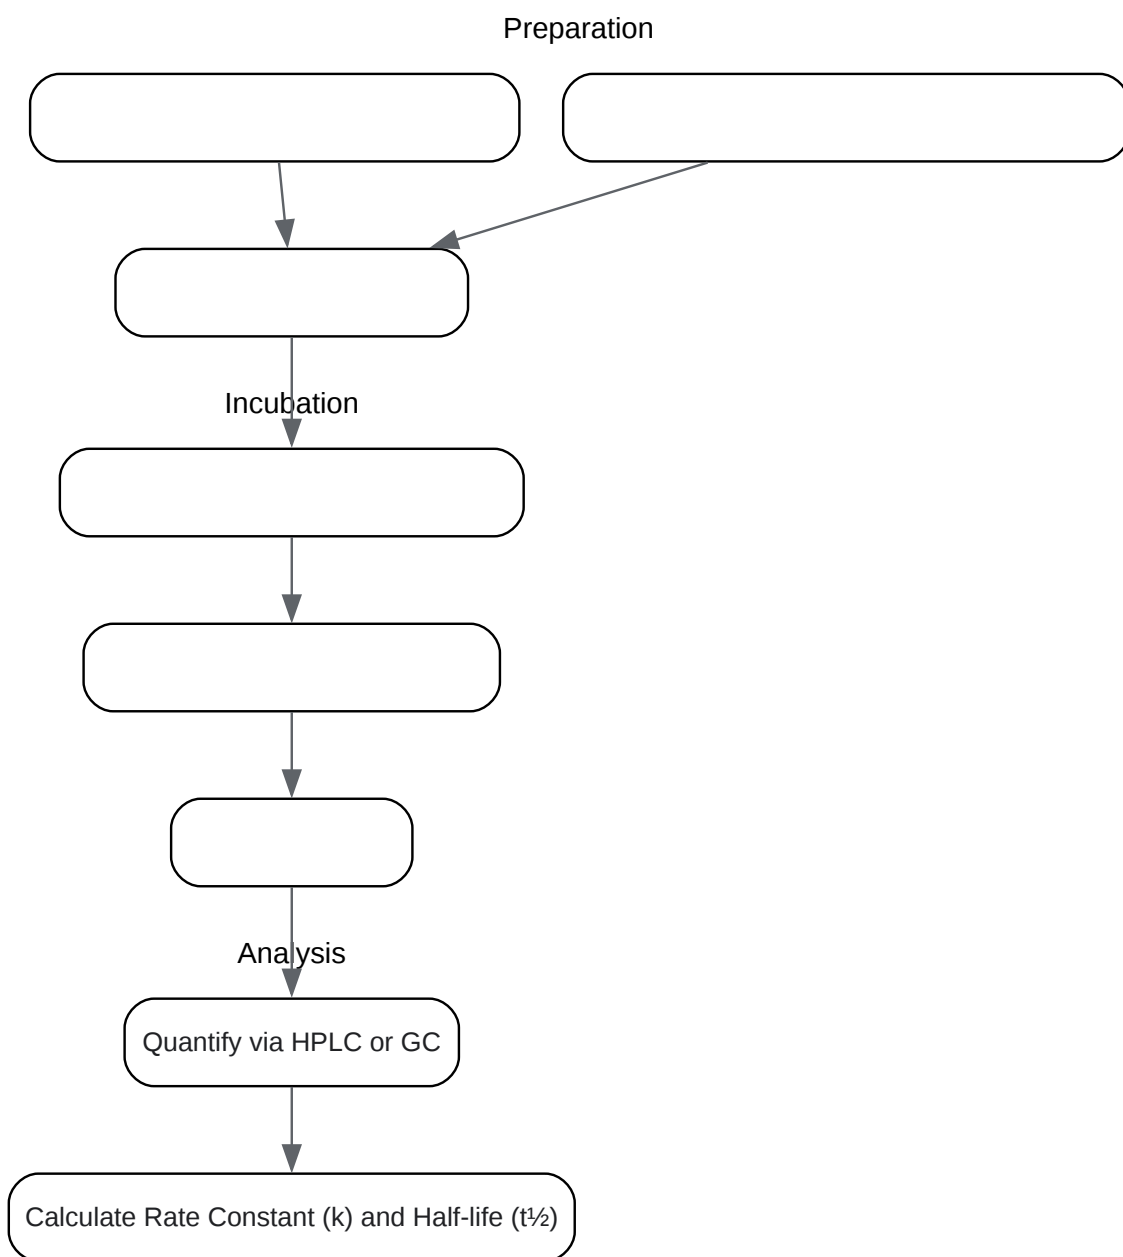 Preparation
Incubation
Analysis
Quantify via HPLC or GC
Calculate Rate Constant (k) and Half-life (t½)